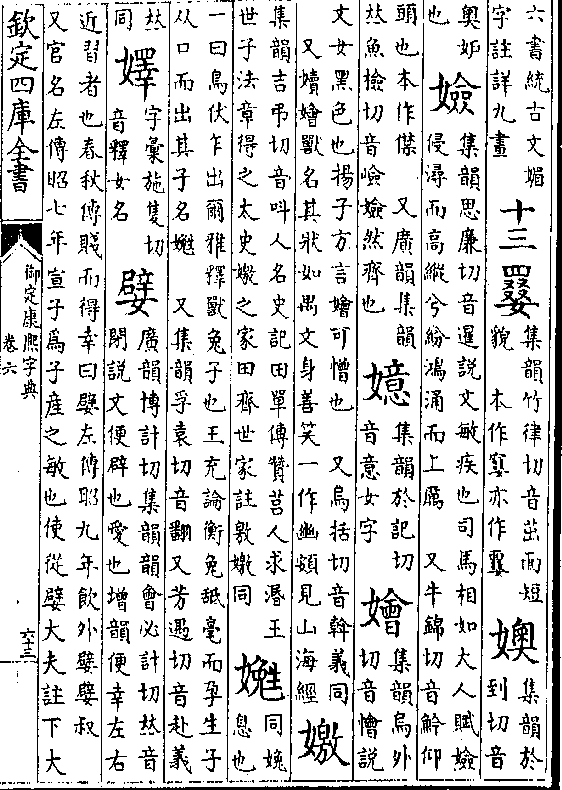 六書統古文媚
字註詳九畫
十三
集韻竹律切音茁面短
貌 本作 亦作
㜩
集韻於
到切音
奧妒
也
嬐
集韻思廉切音暹說文敏疾也司馬相如大人賦嬐
侵潯而高縱兮紛鴻涌而上厲 又牛錦切音 仰
頭也本作僸 又廣韻集韻
𠀤魚檢切音噞嬐然齊也
嬑
集韻於記切
音意女字
嬒
集韻烏外
切音懀說
文女黑色也揚子方言嬒可憎也 又烏括切音斡義同
又嬻嬒獸名其狀如禺文身善笑一作幽頞見山海經
嬓
集韻吉弔切音叫人名史記田單傳贊莒人求湣王
世子法章得之太史嬓之家田齊世家註敫嬓同
嬎
同娩
息也
一曰鳥伏乍出爾雅釋獸兔子也王充論衡兔舐毫而孕生子
从口而出其子名嬎 又集韻孚袁切音翻又芳遇切音赴義
𠀤
同
嬕
字彙施隻切
音釋女名
嬖
廣韻博計切集韻韻會必計切𠀤音
閉說文便辟也愛也增韻便幸左右
近習者也春秋傳賤而得幸曰嬖左傳昭九年飲外嬖嬖叔
又官名左傳昭七年宣子爲子產之敏也使從嬖大夫註下大
欽定四庫全書
御定康熙字典
卷六
六十三